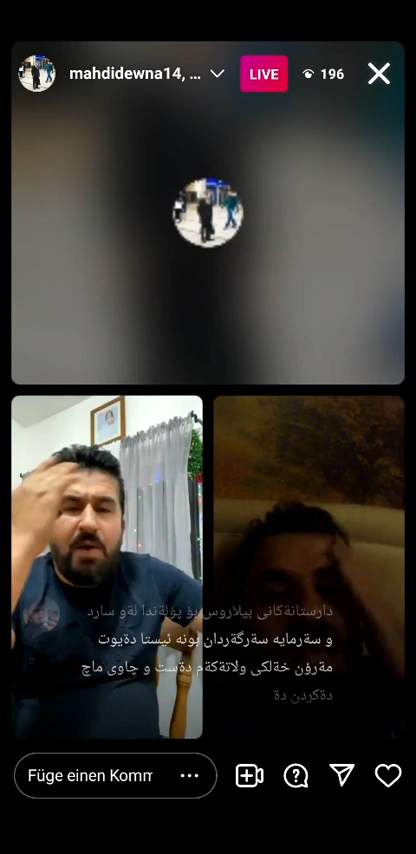 mahdidewna14, ...
LIVE
196
دارستانەکانی بیلاروس بۆ پۆلەندا لەو سارد
و سەرمایە سەرگەردان بونە ئیستا دەیوت
مەرۆن خەلکی ولاتەکەم دەست و چاوی ماچ
دەکردن دە
Füge einen Komm